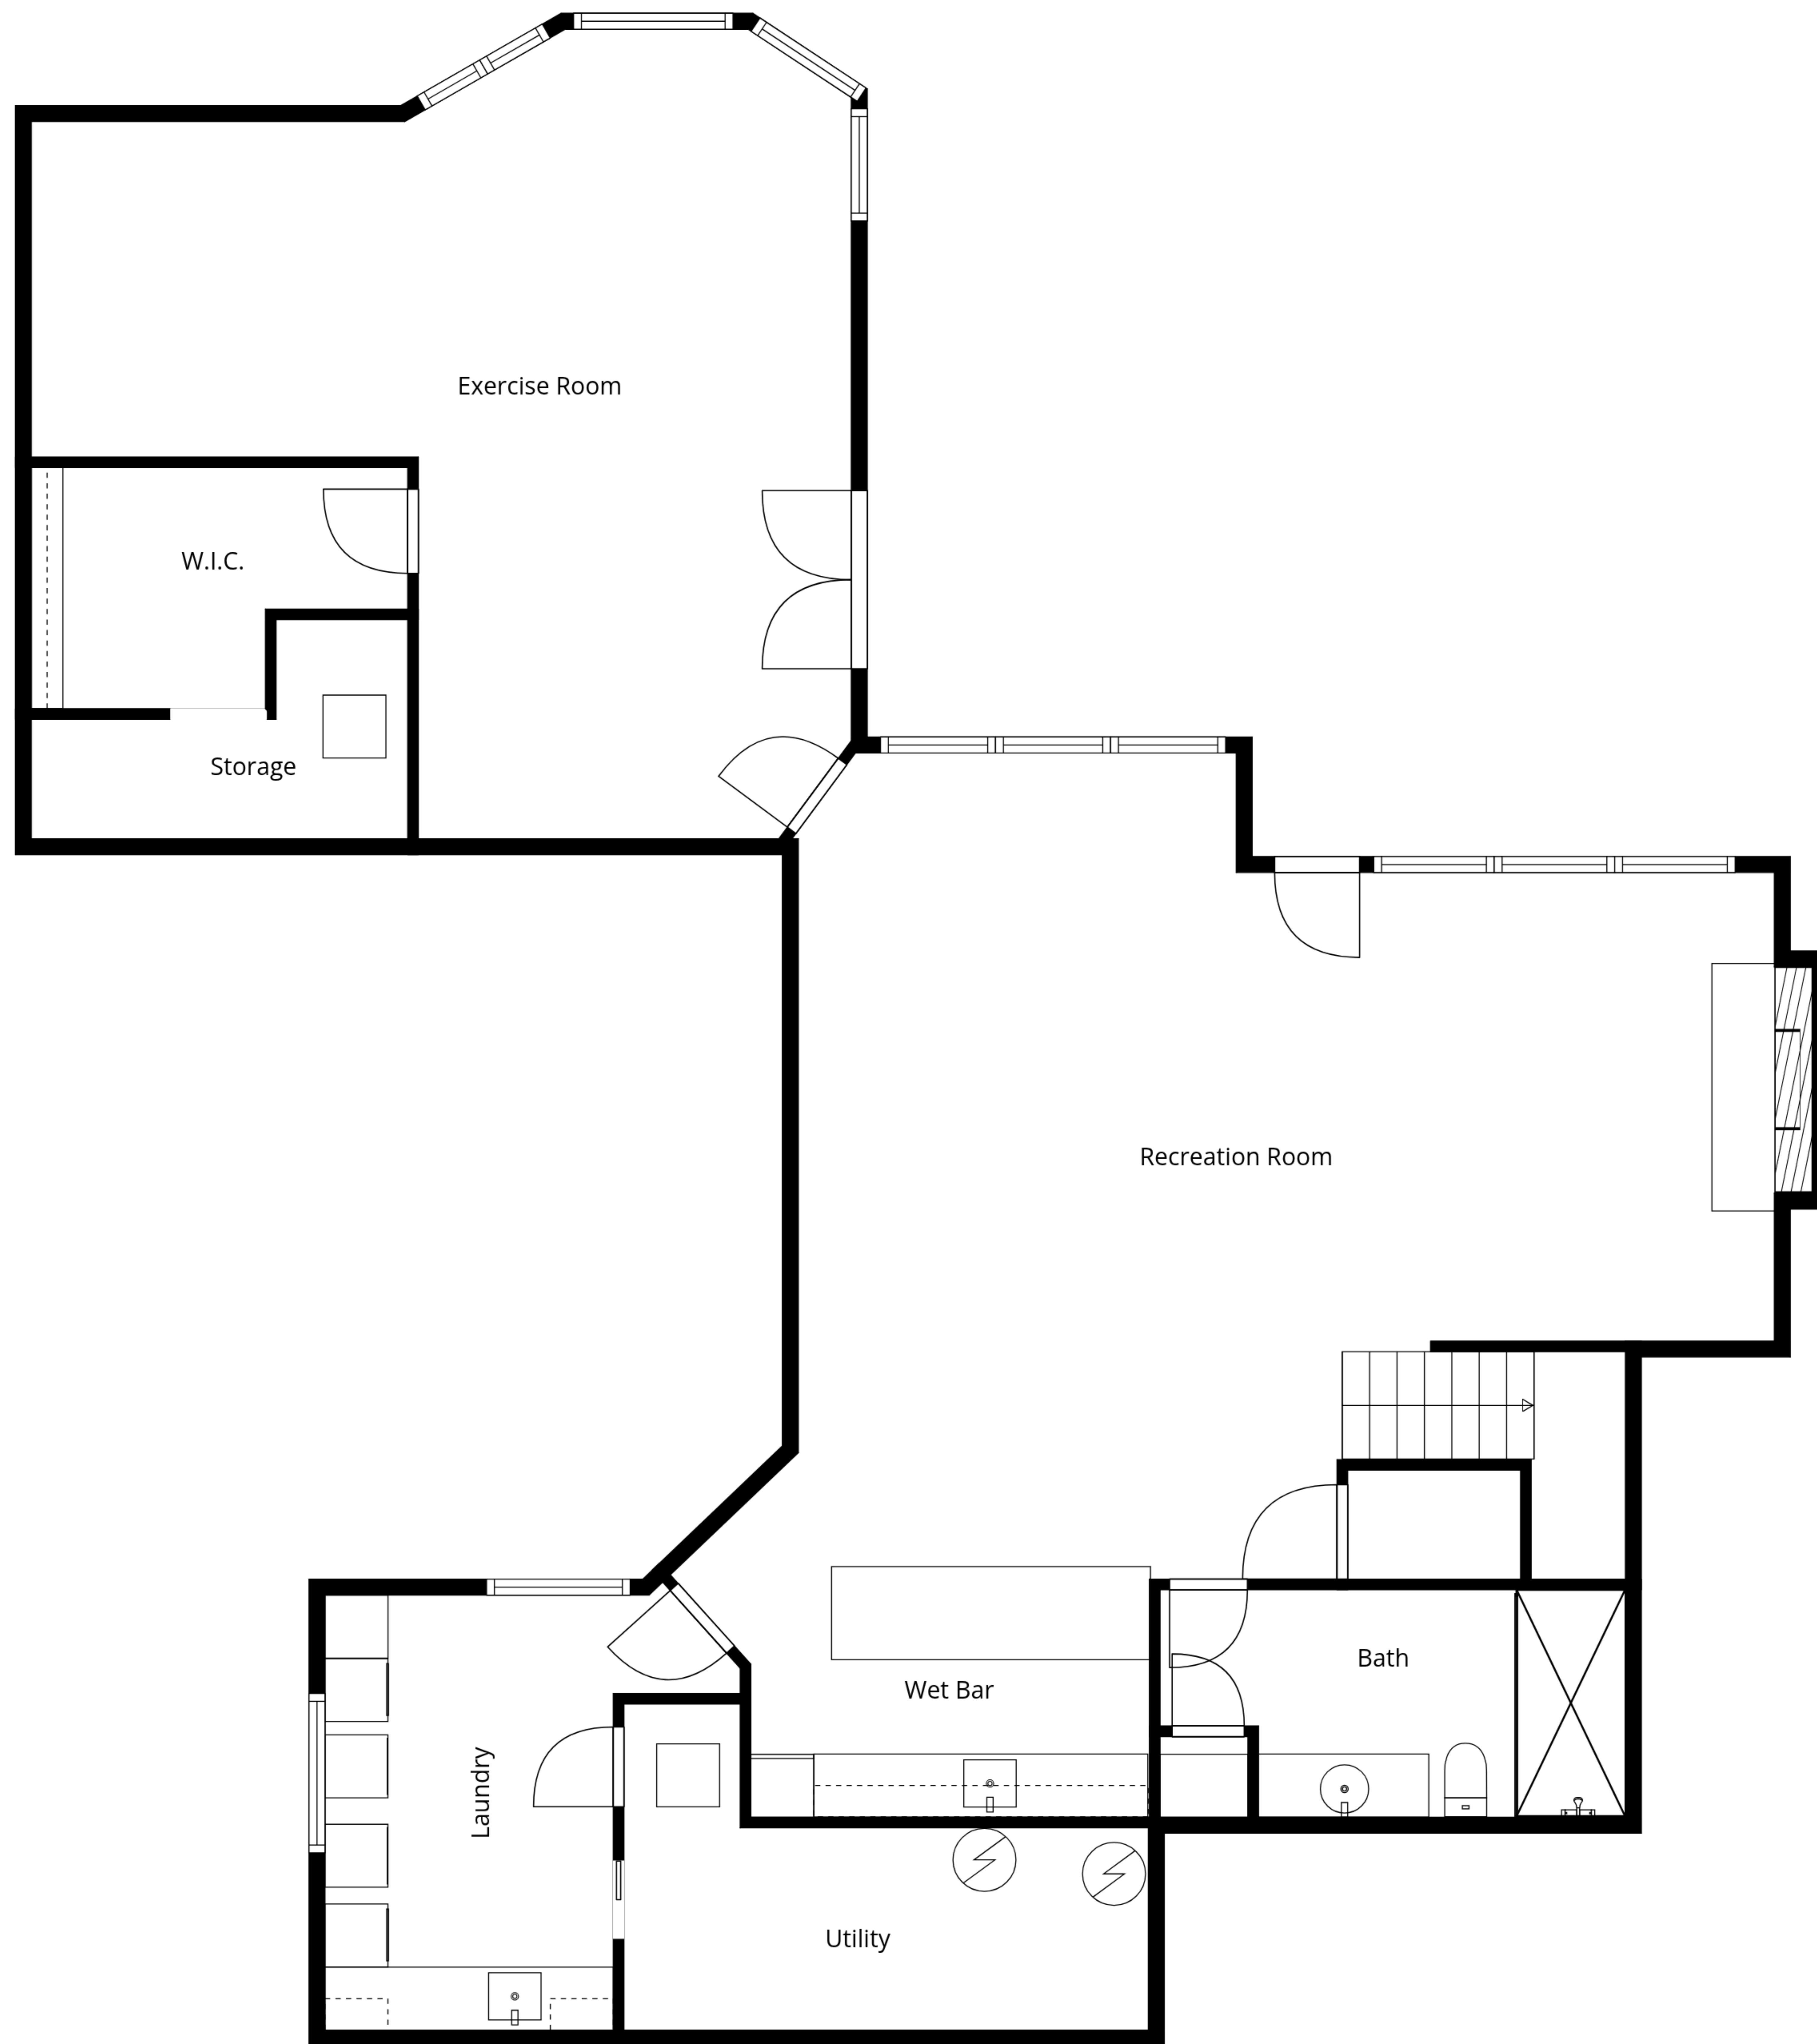 Exercise Room
W.I.C.
Storage
Recreation Room
Bath
Wet Bar
Laundry
Utility